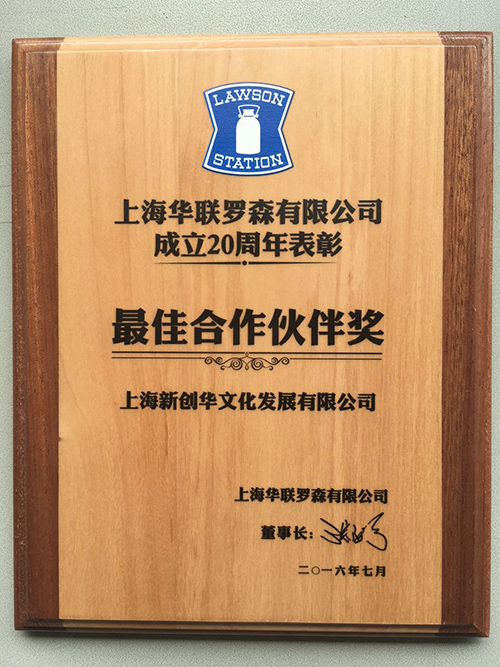 LAWSON
STATION
上海华联罗森有限公司
成立20周年表彰
最佳合作伙伴奖
上海新创华文化发展有限公司
上海华联罗森有限公司
董事长：
二〇一六年七月